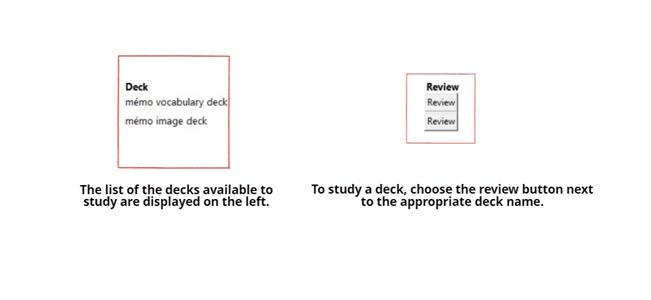 Deck
mémo vocabulary deck
mémo image deck
The list of the decks available to
study are displayed on the left.
Review
Review
Review
To study a deck, choose the review button next
to the appropriate deck name.